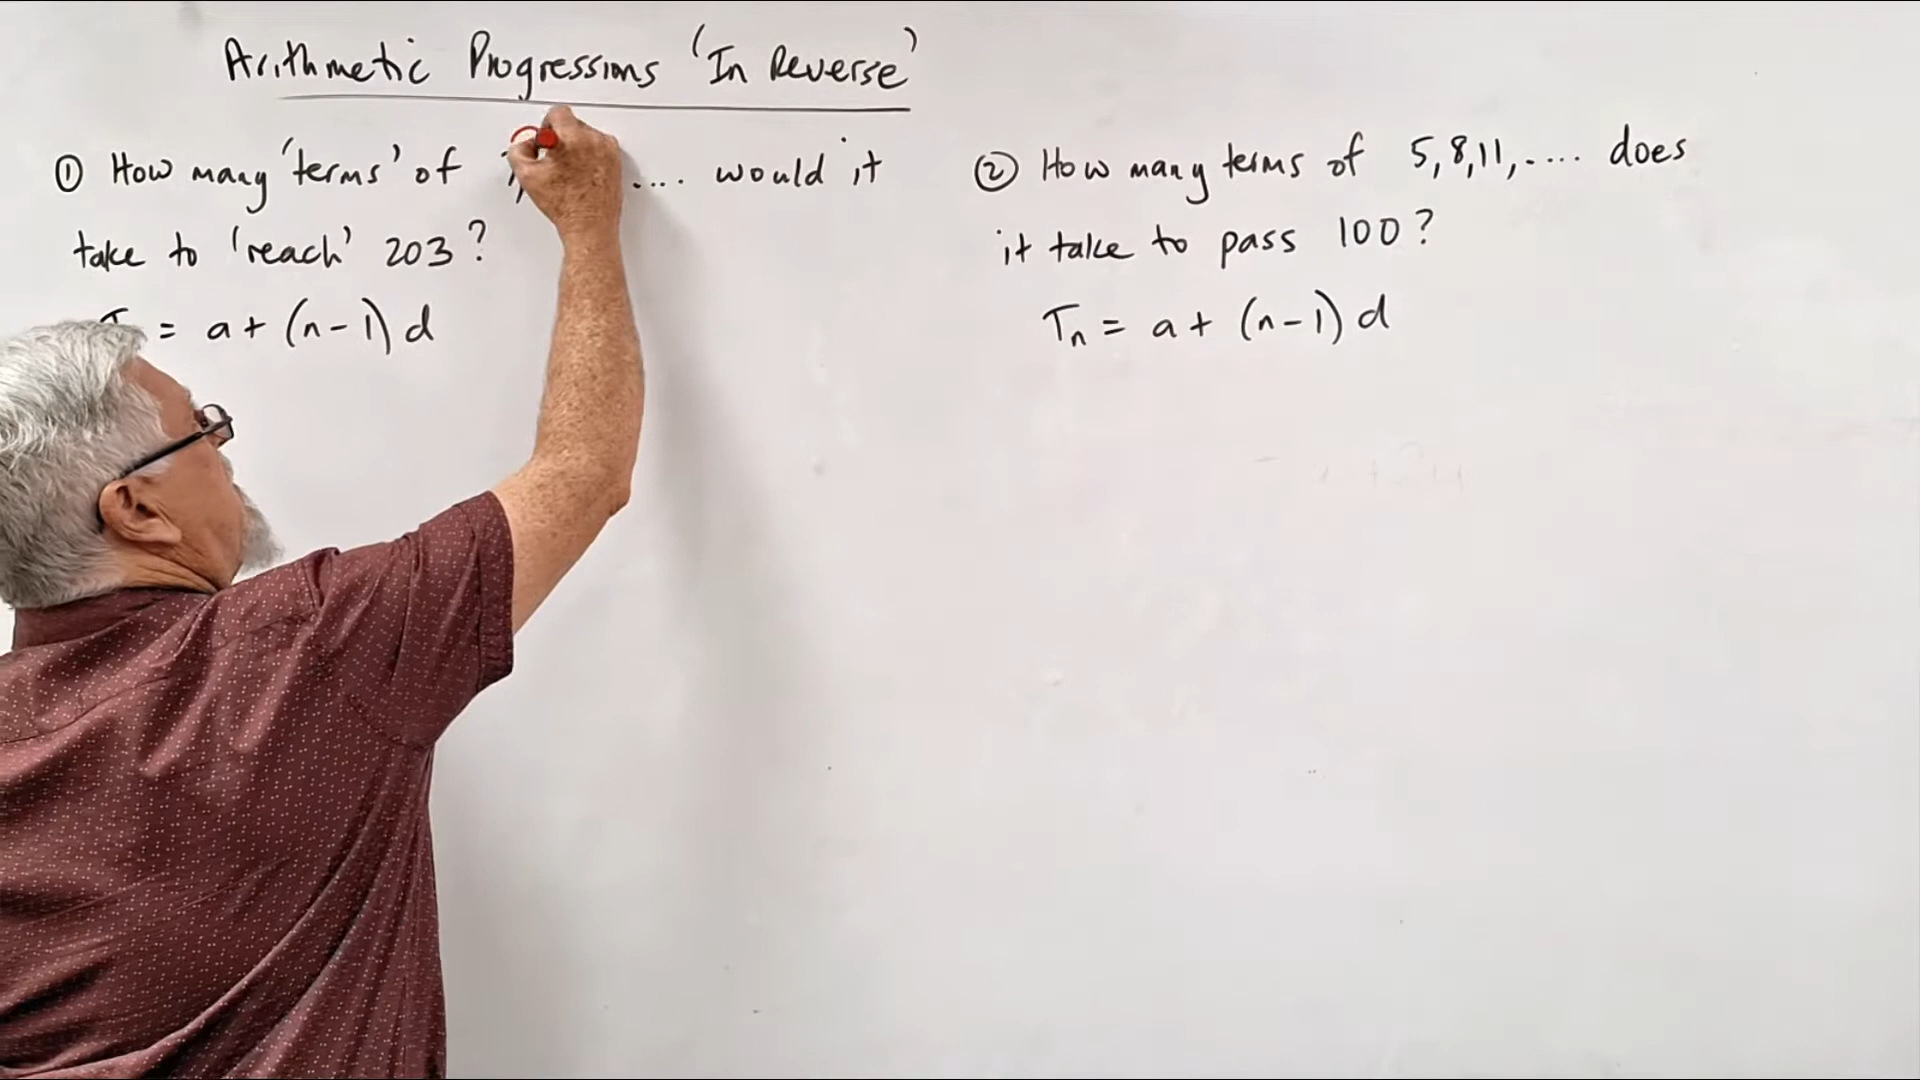 Arithmetic Progressions 'In Reverse'
① How many 'terms' of .... would it
take to 'reach' 203?
= a + (n-1) d
② How many terms of 5, 8, 11, .... does
it take to pass 100?
Tn = a + (n-1) d